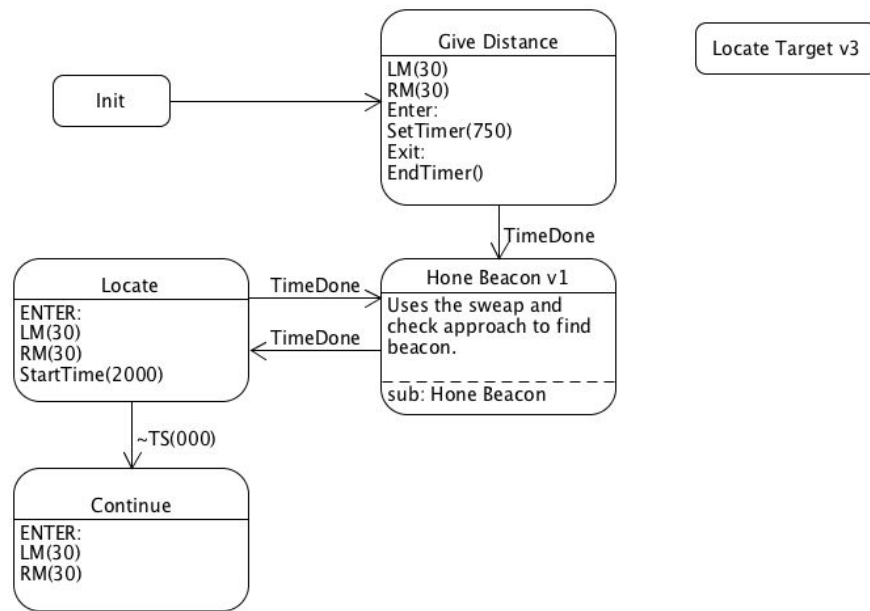 Give Distance
LM(30)
RM(30)
Enter:
SetTimer(750)
Exit:
EndTimer()
Locate Target v3
Init
TimeDone
Locate
ENTER:
LM(30)
RM(30)
StartTime(2000)
TimeDone
TimeDone
Hone Beacon v1
Uses the sweap and
check approach to find
beacon.
sub: Hone Beacon
~TS(000)
Continue
ENTER:
LM(30)
RM(30)